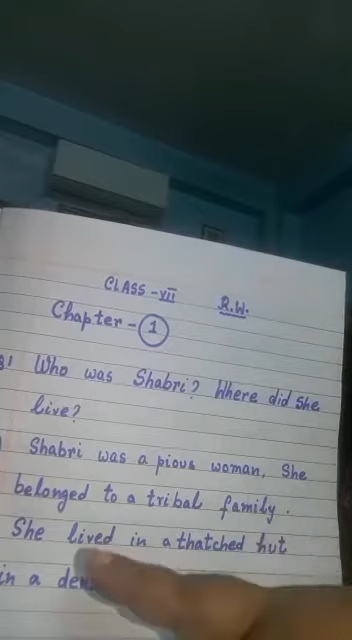 CLASS - VII R.W.
Chapter - 1
Who was Shabri? Where did she
live?
Shabri was a pious woman. She
belonged to a tribal family.
She lived in a thatched hut
in a